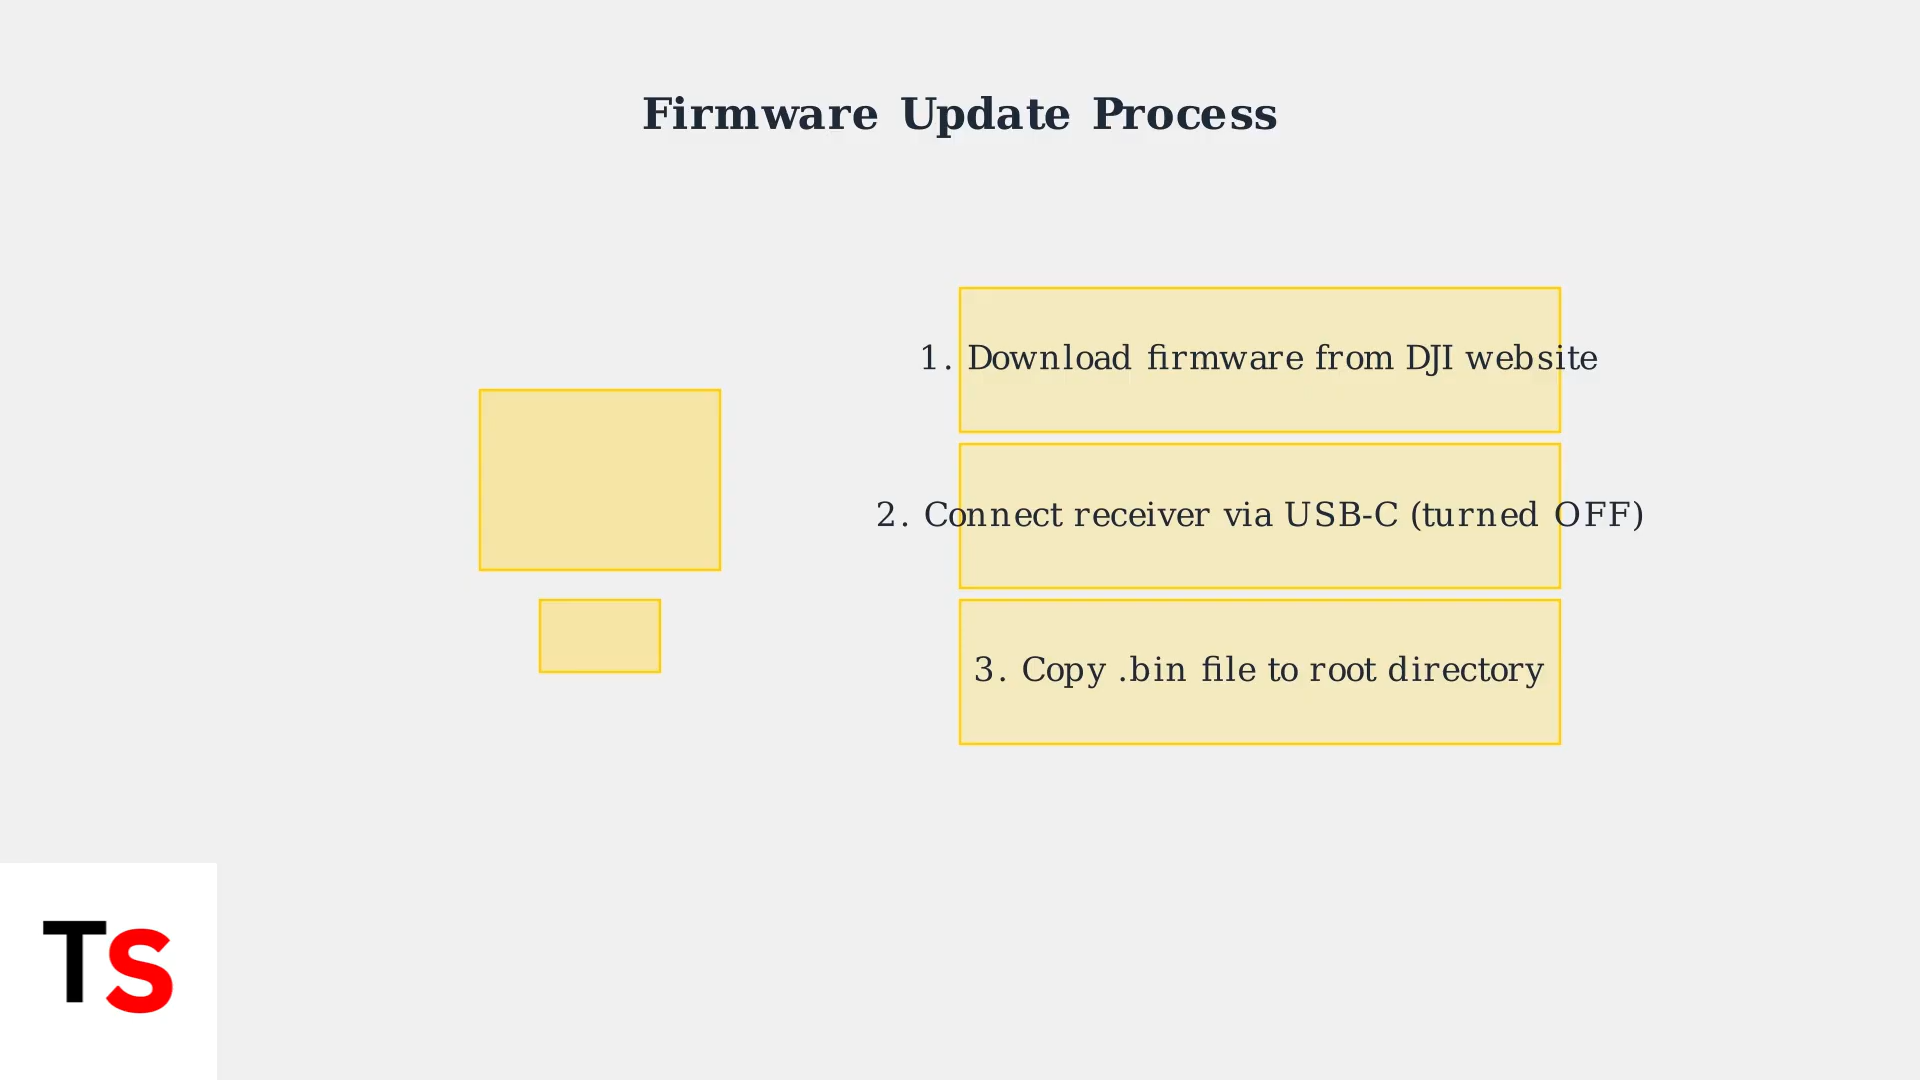 Firmware Update Process
1. Download firmware from DJI website
2. Connect receiver via USB-C (turned OFF)
3. Copy .bin file to root directory
TS